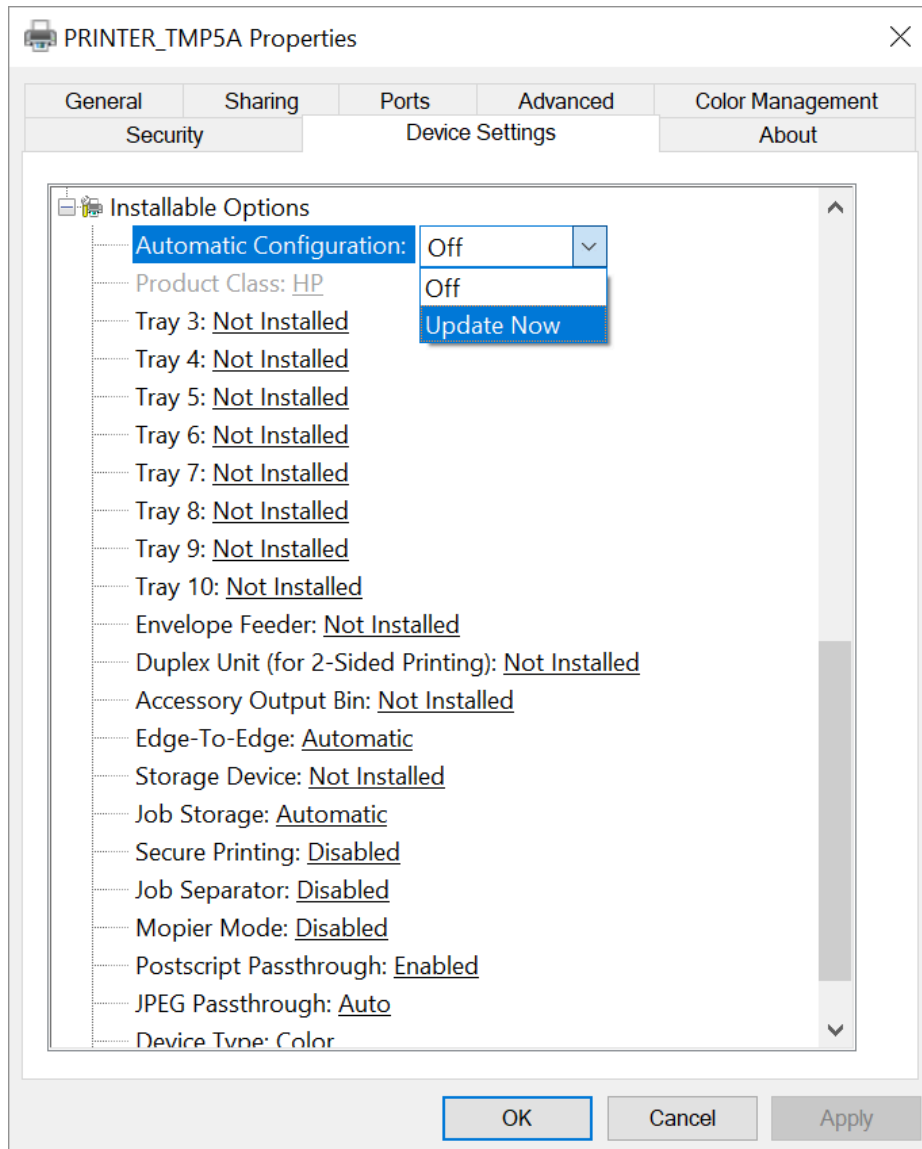 PRINTER_TMP5A Properties
General Sharing Ports Advanced Color Management
Security Device Settings About
Installable Options
Automatic Configuration: Off
Off
Product Class: HP
Update Now
Tray 3: Not Installed
Tray 4: Not Installed
Tray 5: Not Installed
Tray 6: Not Installed
Tray 7: Not Installed
Tray 8: Not Installed
Tray 9: Not Installed
Tray 10: Not Installed
Envelope Feeder: Not Installed
Duplex Unit (for 2-Sided Printing): Not Installed
Accessory Output Bin: Not Installed
Edge-To-Edge: Automatic
Storage Device: Not Installed
Job Storage: Automatic
Secure Printing: Disabled
Job Separator: Disabled
Mopier Mode: Disabled
Postscript Passthrough: Enabled
JPEG Passthrough: Auto
Device Type: Color
OK Cancel Apply